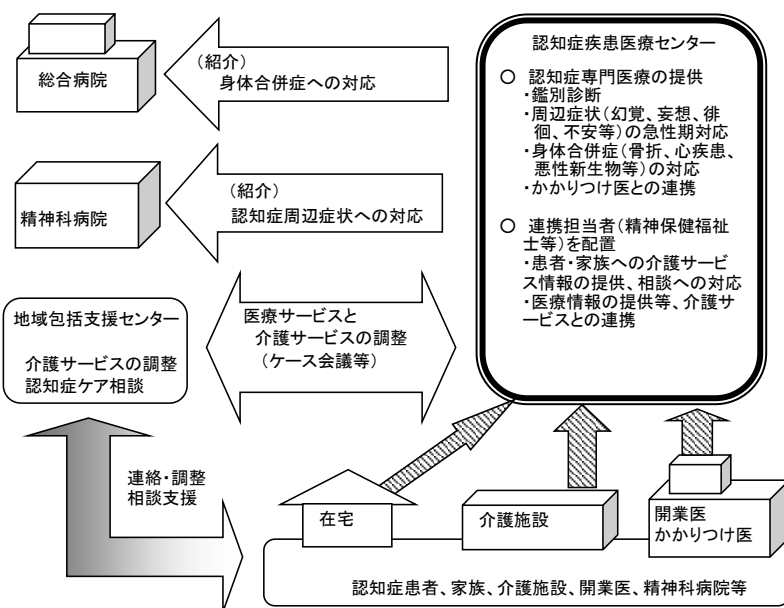 総合病院
(紹介)
身体合併症への対応
精神科病院
(紹介)
認知症周辺症状への対応
認知症疾患医療センター
○ 認知症専門医療の提供
・鑑別診断
・周辺症状(幻覚、妄想、徘
徊、不安等)の急性期対応
・身体合併症(骨折、心疾患、
悪性新生物等)の対応
・かかりつけ医との連携
○ 連携担当者(精神保健福祉
士等)を配置
・患者・家族への介護サービ
ス情報の提供、相談への対応
・医療情報の提供等、介護サ
ービスとの連携
地域包括支援センター
介護サービスの調整
認知症ケア相談
医療サービスと
介護サービスの調整
(ケース会議等)
連絡・調整
相談支援
在宅
介護施設
開業医
かかりつけ医
認知症患者、家族、介護施設、開業医、精神科病院等